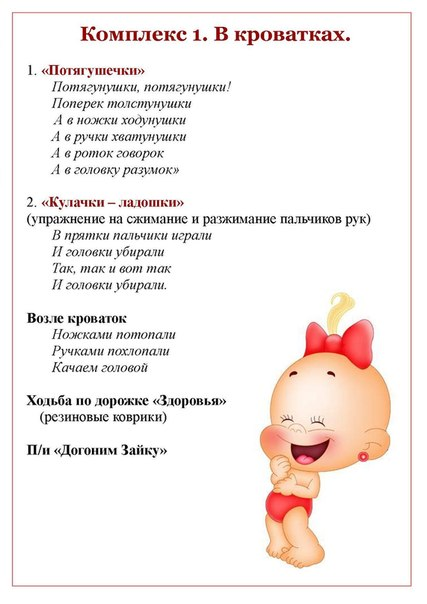 Комплекс 1. В кроватках.
1. «Потягушечки»
Потягунушки, потягунушки!
Поперек толстунушки
А в ножки ходунушки
А в ручки хватунушки
А в роток говорок
А в головку разумок»
2. «Кулачки – ладошки»
(упражнение на сжимание и разжимание пальчиков рук)
В прятки пальчики играли
И головки убирали
Так, так и вот так
И головки убирали.
Возле кроваток
Ножками потопали
Ручками похлопали
Качаем головой
Ходьба по дорожке «Здоровья»
(резиновые коврики)
П/и «Догоним Зайку»